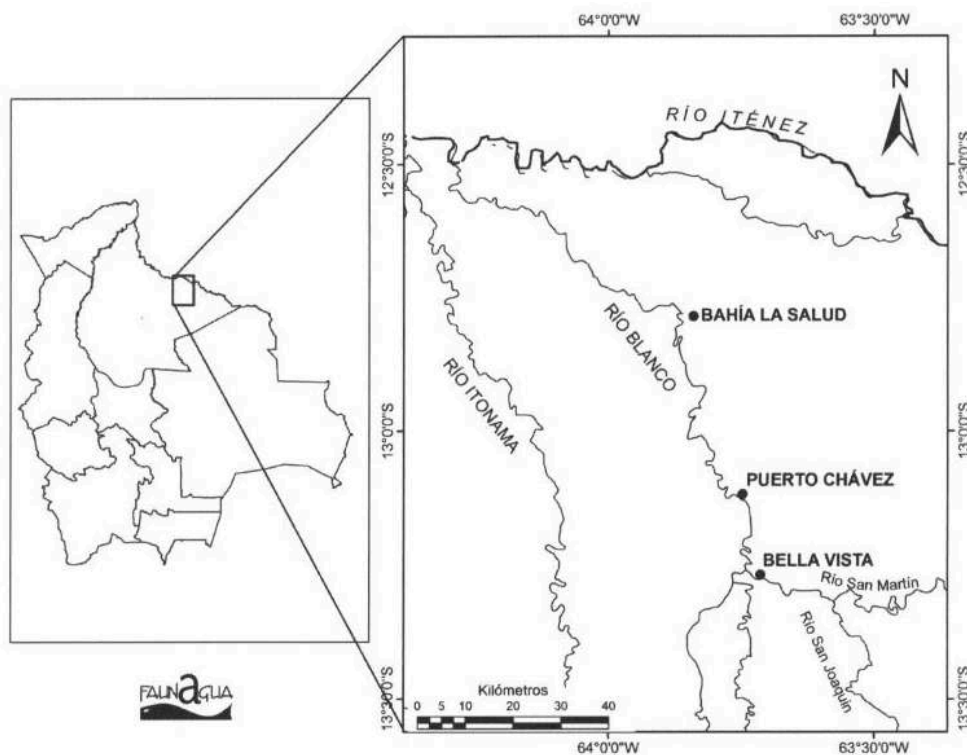 64°0'0"W
63°30'0"W
N
RÍO ITÉNEZ
12°30'0"S
12°30'0"S
BAHÍA LA SALUD
RÍO BLANCO
RÍO ITONAMA
13°0'0"S
13°0'0"S
PUERTO CHÁVEZ
BELLA VISTA
Río San Martín
Río San Joaquín
Kilómetros
0 5 10 20 30 40
13°30'0"S
13°30'0"S
64°0'0"W
63°30'0"W
FAUNAGUA